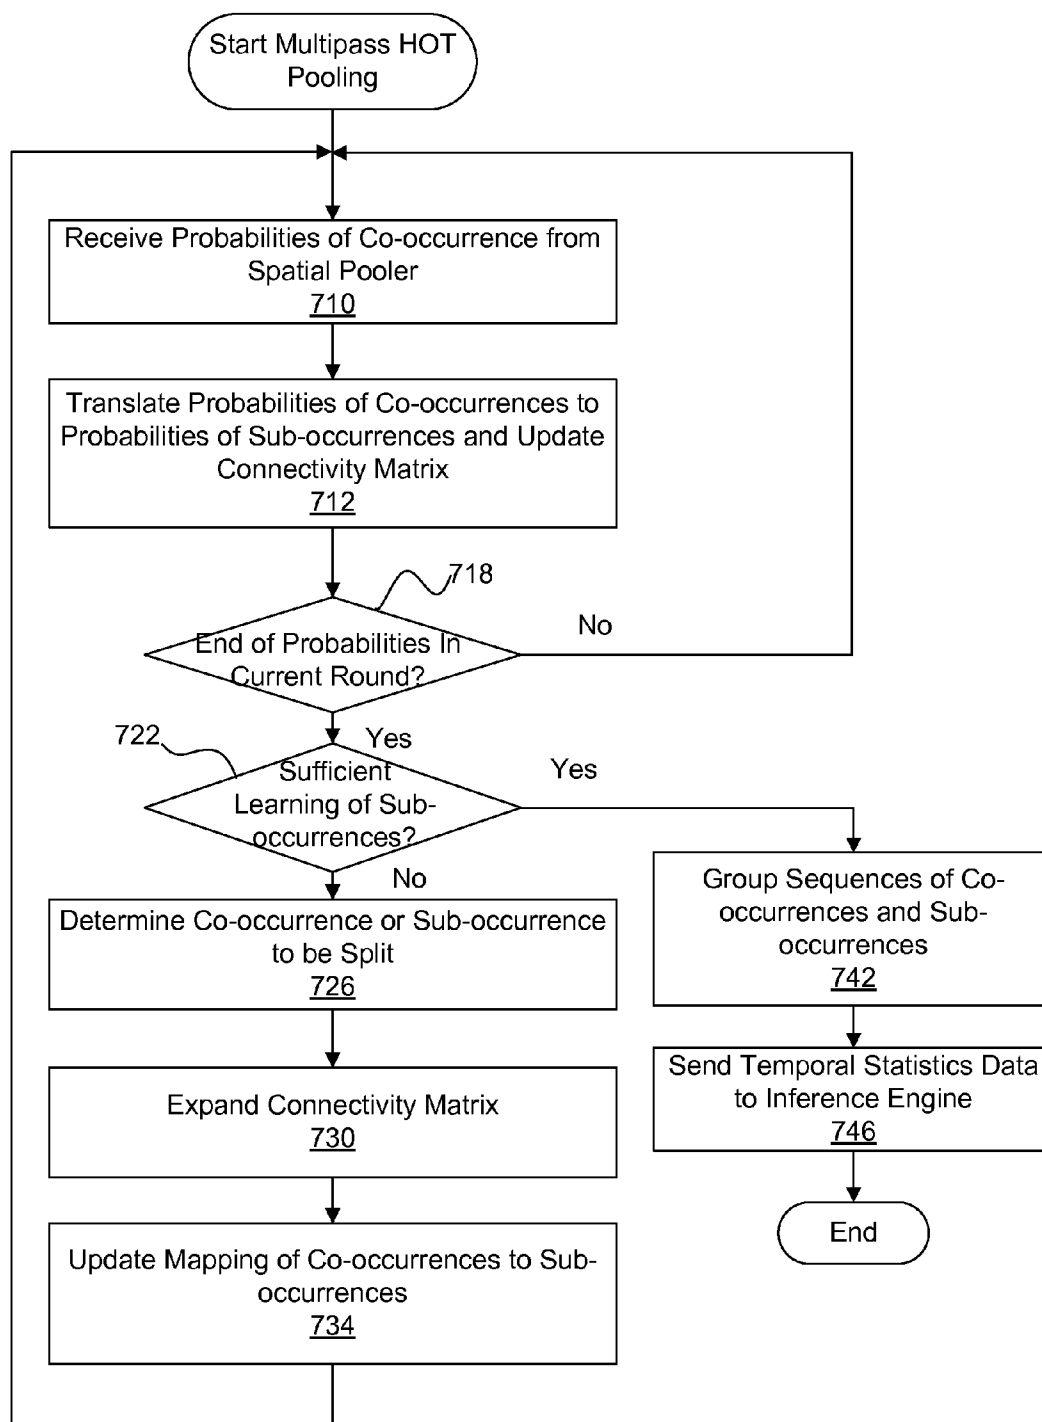 Start Multipass HOT
Pooling
Receive Probabilities of Co-occurrence from
Spatial Pooler
710
Translate Probabilities of Co-occurrences to
Probabilities of Sub-occurrences and Update
Connectivity Matrix
712
718
End of Probabilities In
Current Round?
No
Yes
722
Sufficient
Learning of Sub-
occurrences?
Yes
No
Determine Co-occurrence or Sub-occurrence
to be Split
726
Expand Connectivity Matrix
730
Update Mapping of Co-occurrences to Sub-
occurrences
734
Group Sequences of Co-
occurrences and Sub-
occurrences
742
Send Temporal Statistics Data
to Inference Engine
746
End